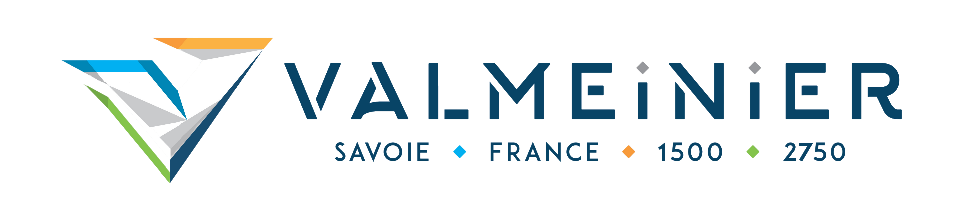 VALMEiNiER
SAVOIE ◆ FRANCE ◆ 1500 ◆ 2750